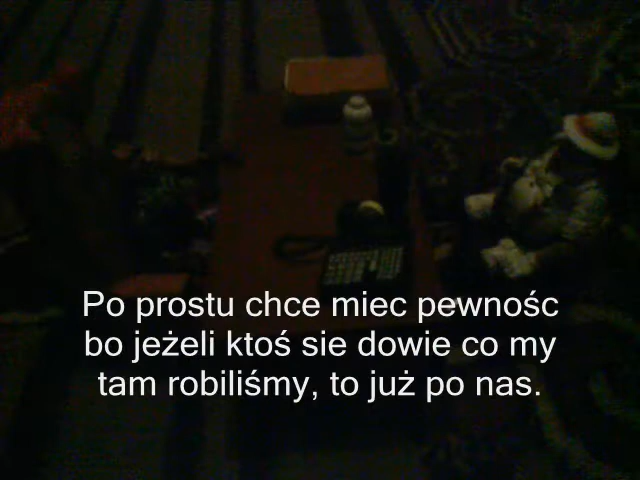 Po prostu chce miec pewnośc
bo jeżeli ktoś sie dowie co my
tam robiliśmy, to już po nas.